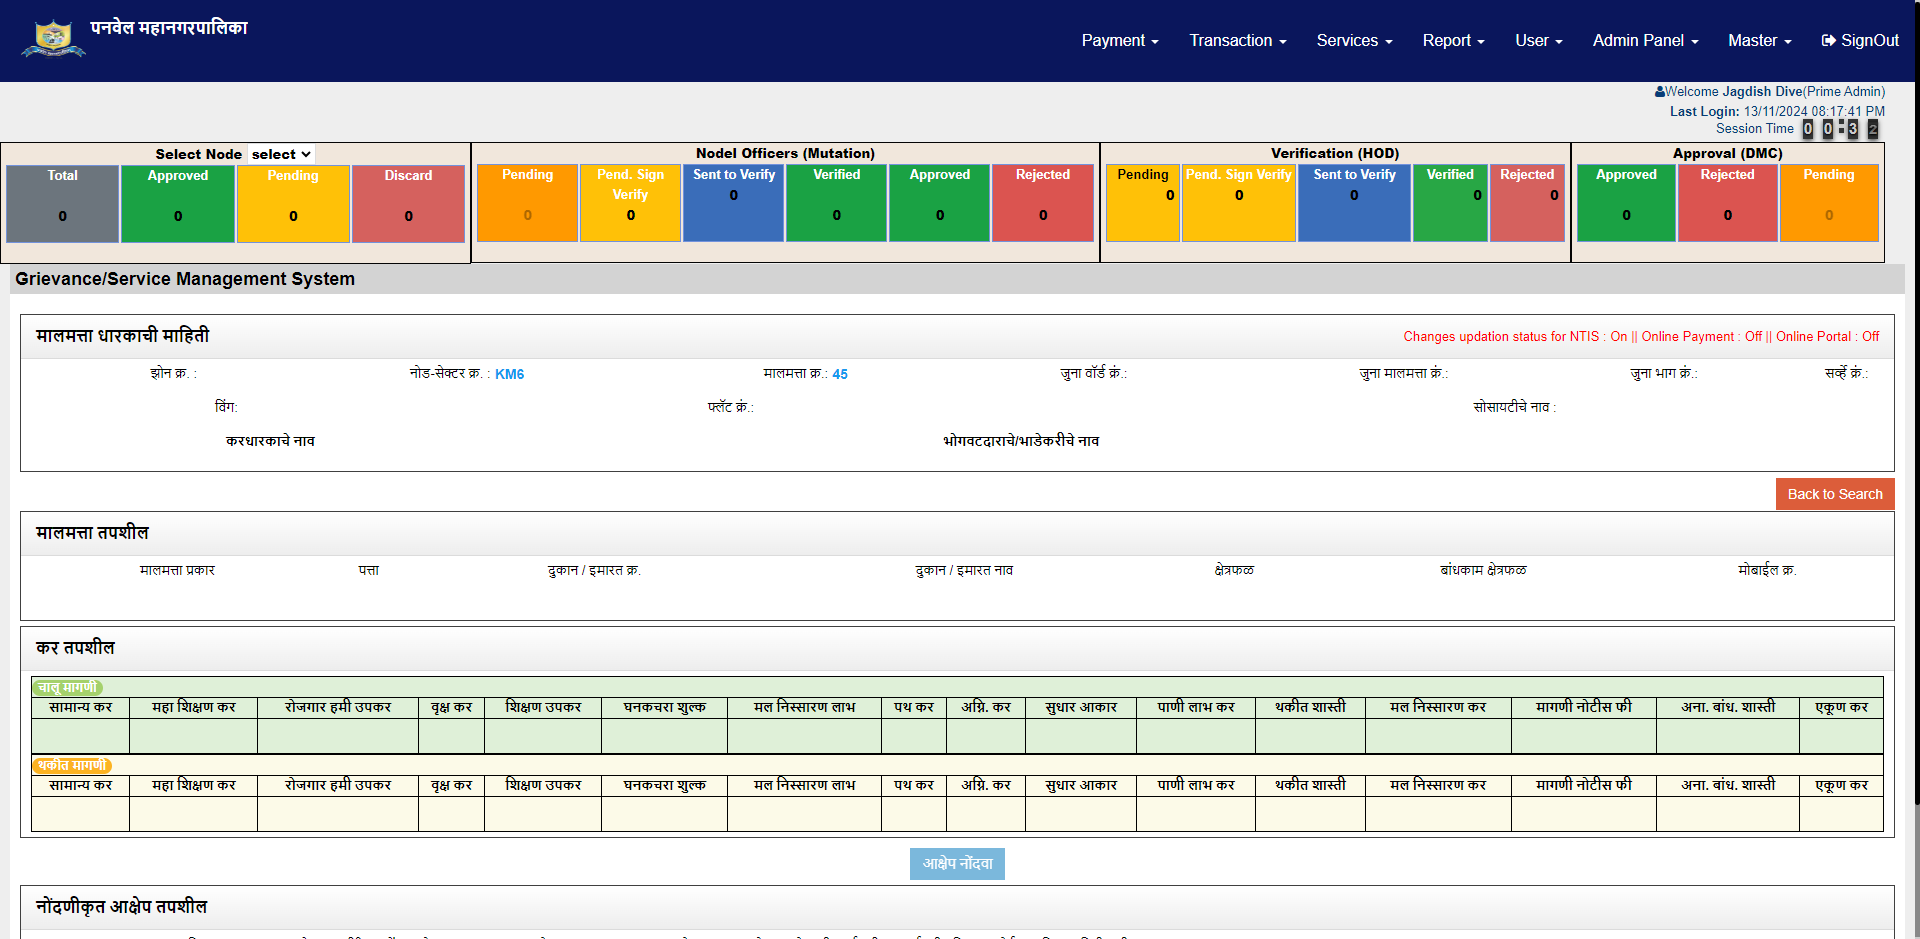 पनवेल महानगरपालिका
Payment Transaction Services Report User Admin Panel Master SignOut
Welcome Jagdish Dive(Prime Admin)
Last Login: 13/11/2024 08:17:41 PM
Session Time 0 0 : 3 2
Select Node select
Total Approved Pending Discard
0 0 0 0
Nodel Officers (Mutation)
Pending Pend. Sign Verify Sent to Verify Verified Approved Rejected
0 0 0 0 0 0
Verification (HOD)
Pending Pend. Sign Verify Sent to Verify Verified Rejected
0 0 0 0 0
Approval (DMC)
Approved Rejected Pending
0 0 0
Grievance/Service Management System
मालमत्ता धारकाची माहिती
Changes updation status for NTIS : On || Online Payment : Off || Online Portal : Off
झोन क्र. : नोड-सेक्टर क्र. : KM6 मालमत्ता क्र.: 45 जुना वॉर्ड क्रं.: जुना मालमत्ता क्रं.: जुना भाग क्रं.: सर्व्हे क्रं.:
विंग: फ्लॅट क्रं.: सोसायटीचे नाव :
करधारकाचे नाव भोगवटदाराचे/भाडेकरीचे नाव
Back to Search
मालमत्ता तपशील
मालमत्ता प्रकार पत्ता दुकान / इमारत क्र. दुकान / इमारत नाव क्षेत्रफळ बांधकाम क्षेत्रफळ मोबाईल क्र.
कर तपशील
चालू मागणी
सामान्य कर महा शिक्षण कर रोजगार हमी उपकर वृक्ष कर शिक्षण उपकर घनकचरा शुल्क मल निस्सारण लाभ पथ कर अग्नि. कर सुधार आकार पाणी लाभ कर थकीत शास्ती मल निस्सारण कर मागणी नोटीस फी अना. बांध. शास्ती एकूण कर
थकीत मागणी
सामान्य कर महा शिक्षण कर रोजगार हमी उपकर वृक्ष कर शिक्षण उपकर घनकचरा शुल्क मल निस्सारण लाभ पथ कर अग्नि. कर सुधार आकार पाणी लाभ कर थकीत शास्ती मल निस्सारण कर मागणी नोटीस फी अना. बांध. शास्ती एकूण कर
आक्षेप नोंदवा
नोंदणीकृत आक्षेप तपशील